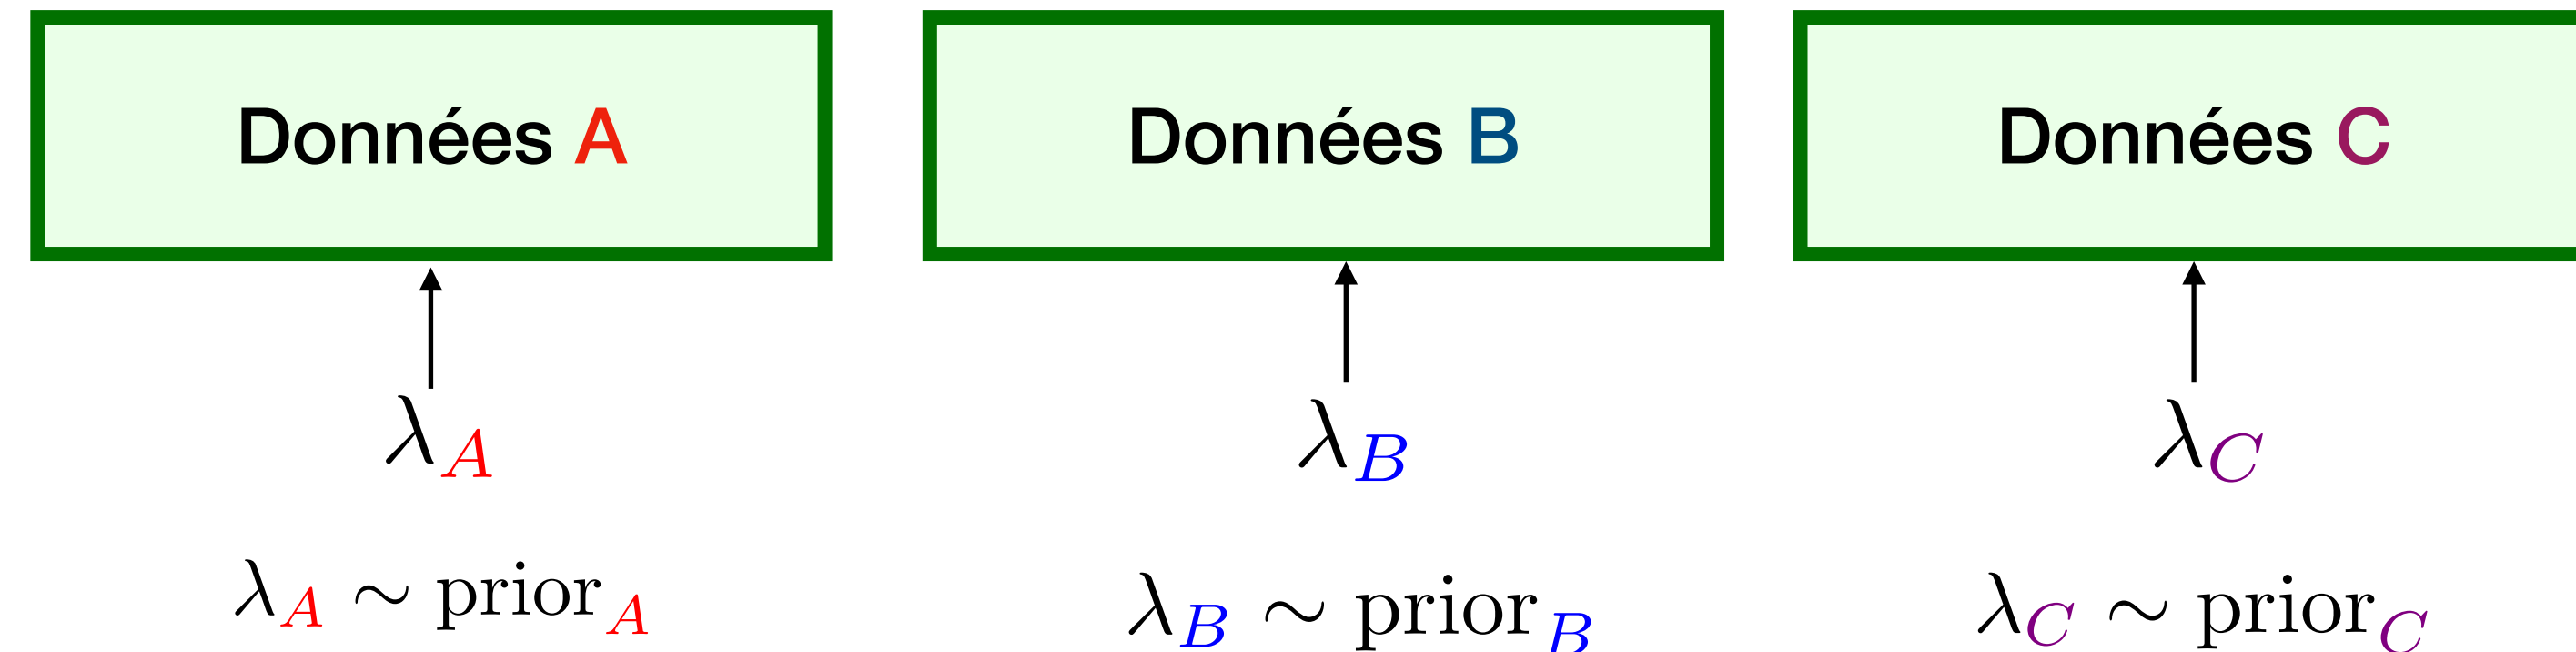 Données A
Données B
Données C
λ_A
λ_B
λ_C
λ_A ∼ prior_A
λ_B ∼ prior_B
λ_C ∼ prior_C